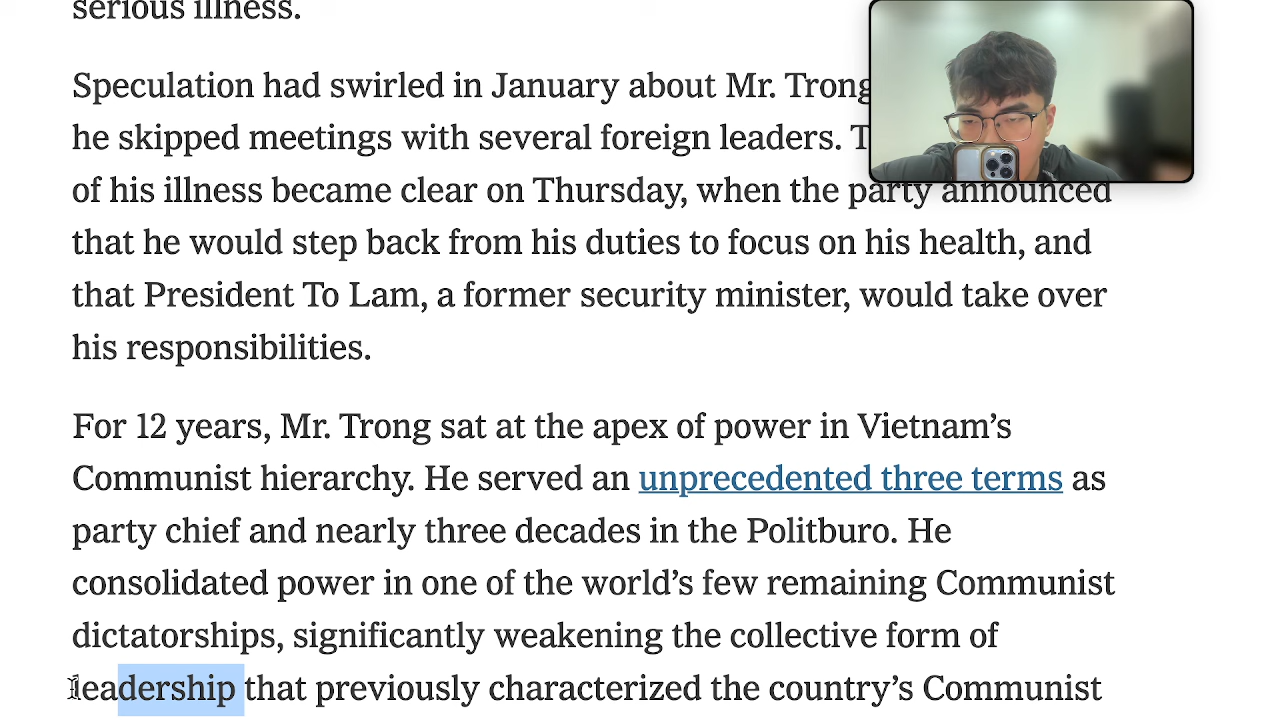 serious illness.
Speculation had swirled in January about Mr. Trong
he skipped meetings with several foreign leaders. T
of his illness became clear on Thursday, when the party announced
that he would step back from his duties to focus on his health, and
that President To Lam, a former security minister, would take over
his responsibilities.
For 12 years, Mr. Trong sat at the apex of power in Vietnam’s
Communist hierarchy. He served an unprecedented three terms as
party chief and nearly three decades in the Politburo. He
consolidated power in one of the world’s few remaining Communist
dictatorships, significantly weakening the collective form of
leadership that previously characterized the country’s Communist